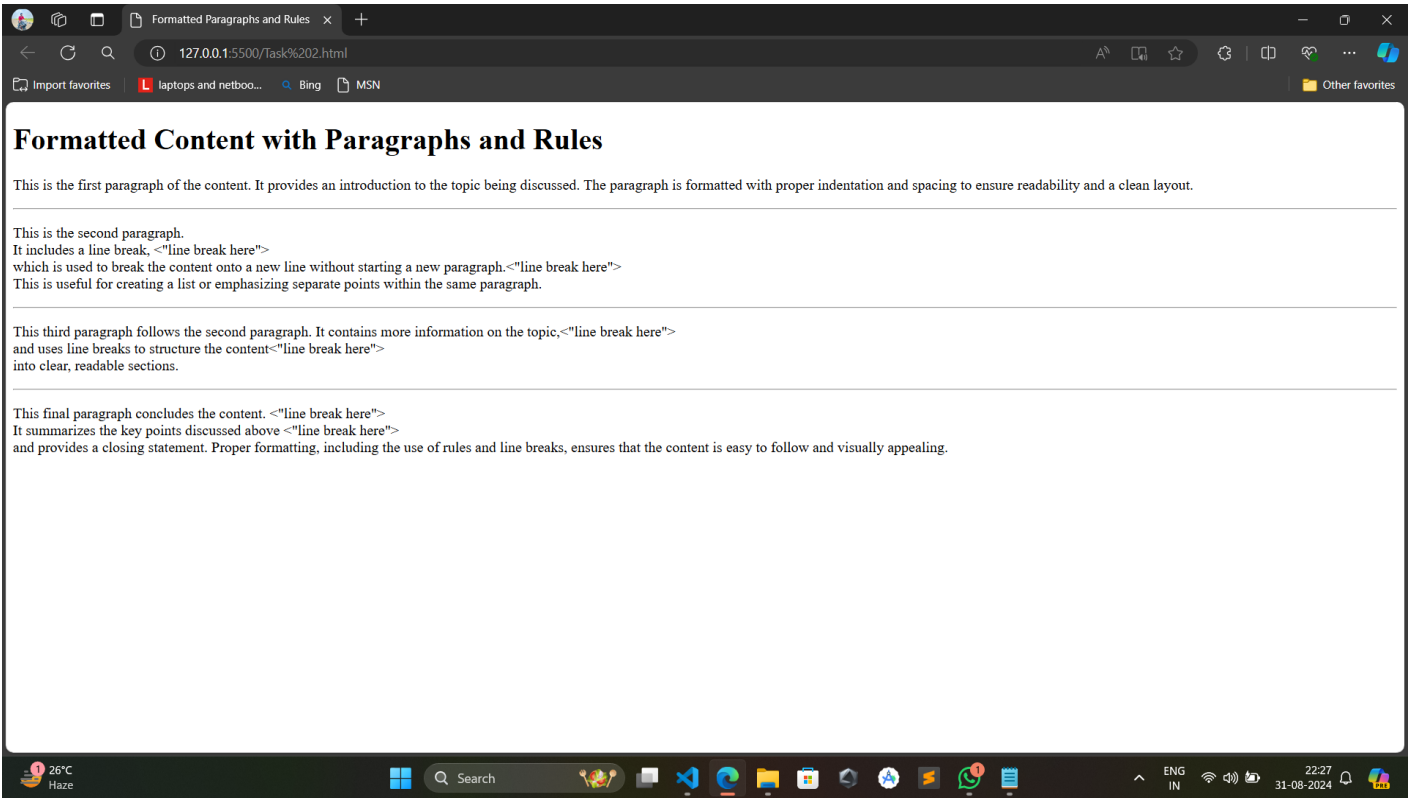 Formatted Paragraphs and Rules
127.0.0.1:5500/Task%202.html
Import favorites
L laptops and netboo...
Bing
MSN
Other favorites
Formatted Content with Paragraphs and Rules
This is the first paragraph of the content. It provides an introduction to the topic being discussed. The paragraph is formatted with proper indentation and spacing to ensure readability and a clean layout.
This is the second paragraph.
It includes a line break, <"line break here">
which is used to break the content onto a new line without starting a new paragraph.<"line break here">
This is useful for creating a list or emphasizing separate points within the same paragraph.
This third paragraph follows the second paragraph. It contains more information on the topic,<"line break here">
and uses line breaks to structure the content<"line break here">
into clear, readable sections.
This final paragraph concludes the content. <"line break here">
It summarizes the key points discussed above <"line break here">
and provides a closing statement. Proper formatting, including the use of rules and line breaks, ensures that the content is easy to follow and visually appealing.
1
26°C
Haze
Search
1
ENG
IN
22:27
31-08-2024
PRE